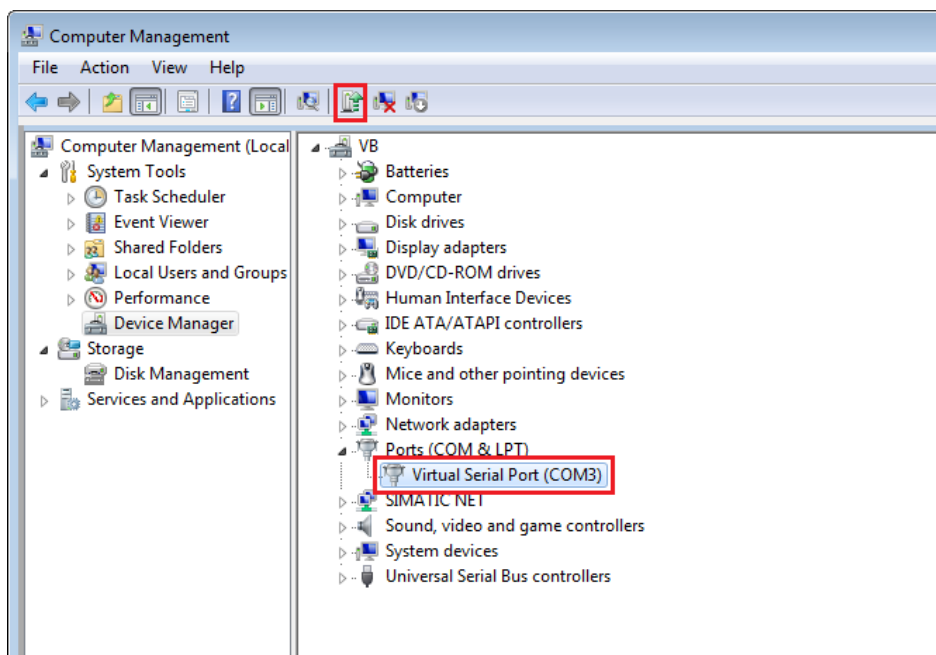 Computer Management
File Action View Help
Computer Management (Local
System Tools
Task Scheduler
Event Viewer
Shared Folders
Local Users and Groups
Performance
Device Manager
Storage
Disk Management
Services and Applications
VB
Batteries
Computer
Disk drives
Display adapters
DVD/CD-ROM drives
Human Interface Devices
IDE ATA/ATAPI controllers
Keyboards
Mice and other pointing devices
Monitors
Network adapters
Ports (COM & LPT)
Virtual Serial Port (COM3)
SIMATIC NET
Sound, video and game controllers
System devices
Universal Serial Bus controllers